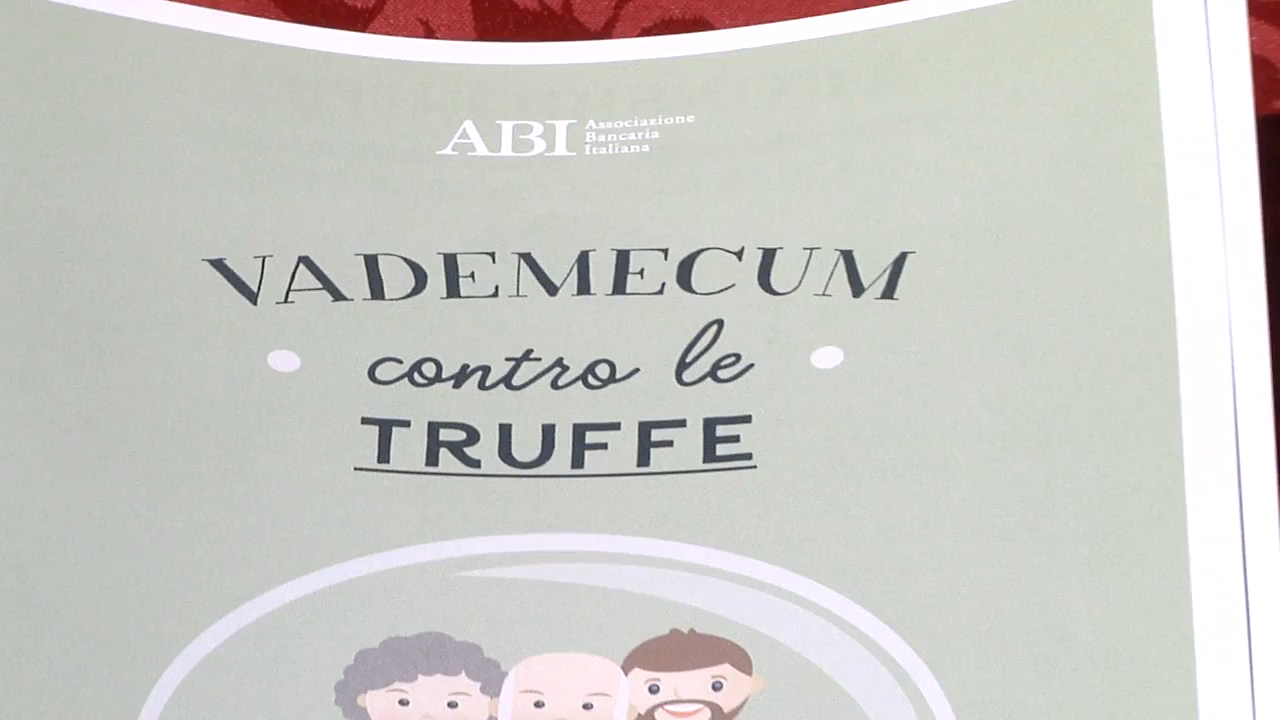 ABI Associazione
Bancaria
Italiana
VADEMECUM
contro le
TRUFFE